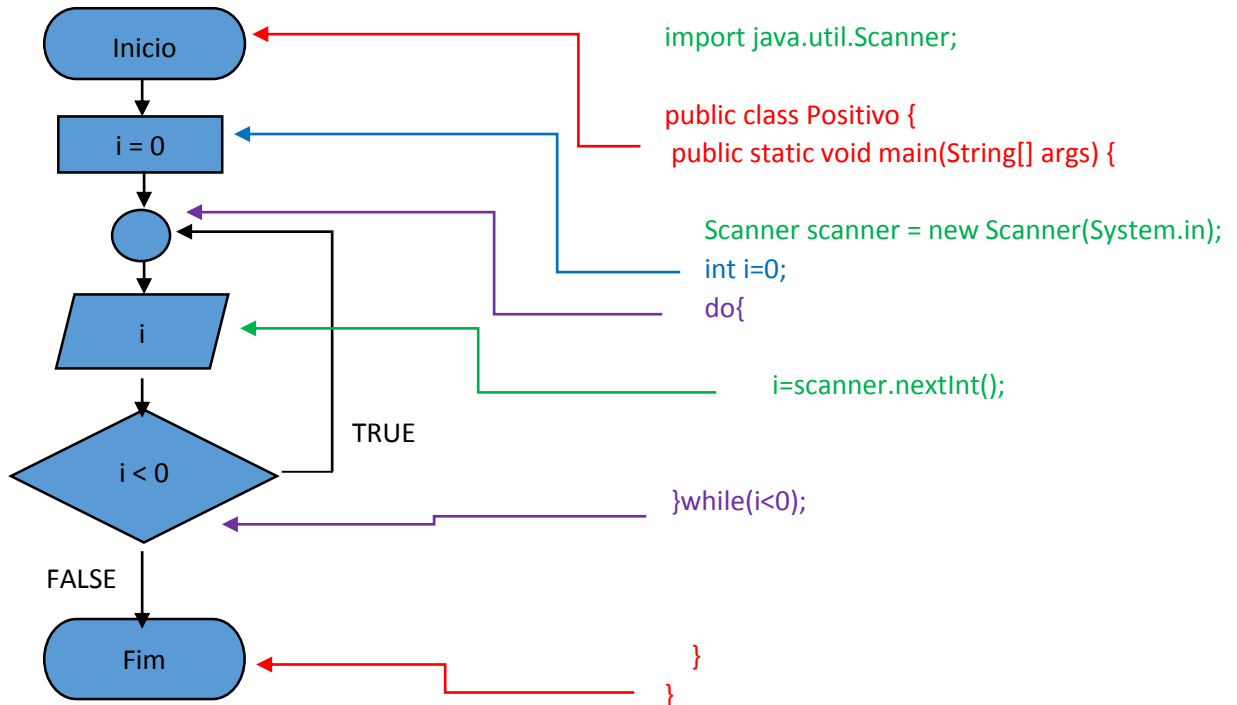 Inicio
i = 0
i
i < 0
TRUE
FALSE
Fim
import java.util.Scanner;
public class Positivo {
public static void main(String[] args) {
Scanner scanner = new Scanner(System.in);
int i=0;
do{
i=scanner.nextInt();
}while(i<0);
}
}